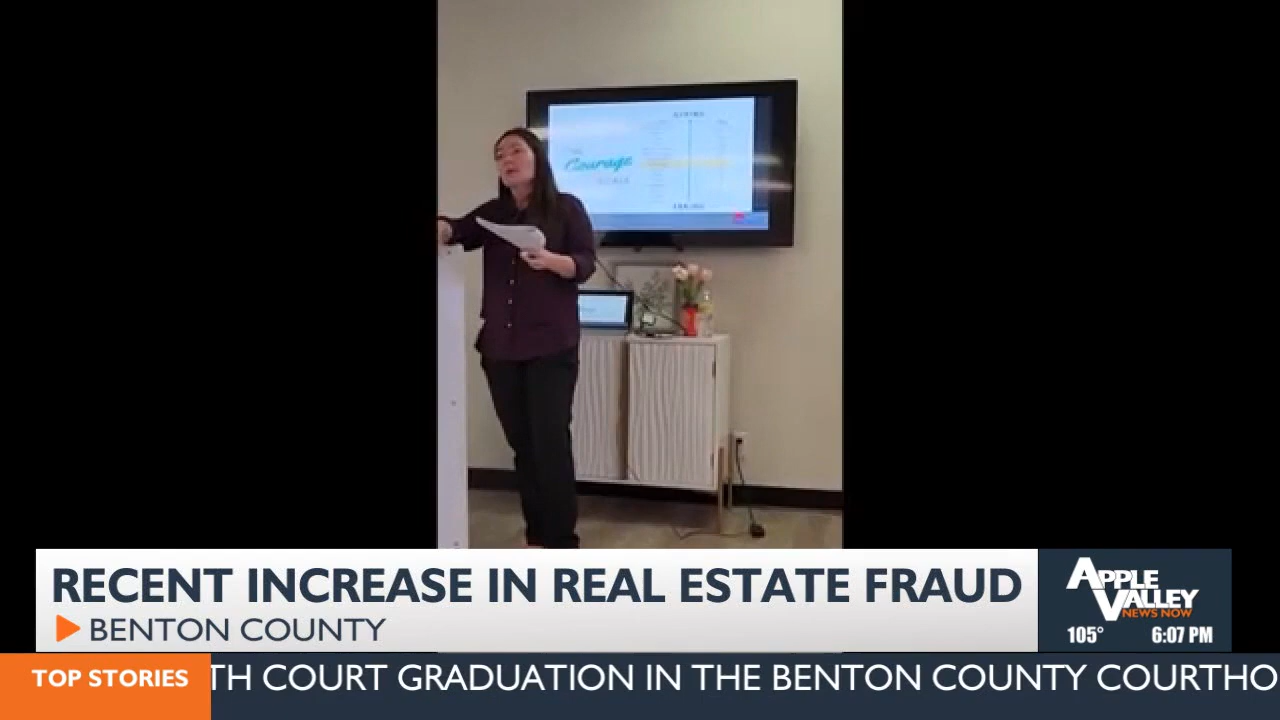 Courage
RECENT INCREASE IN REAL ESTATE FRAUD
BENTON COUNTY
APPLE
VALLEY
NEWS NOW
105° 6:07 PM
TOP STORIES
TH COURT GRADUATION IN THE BENTON COUNTY COURTHO